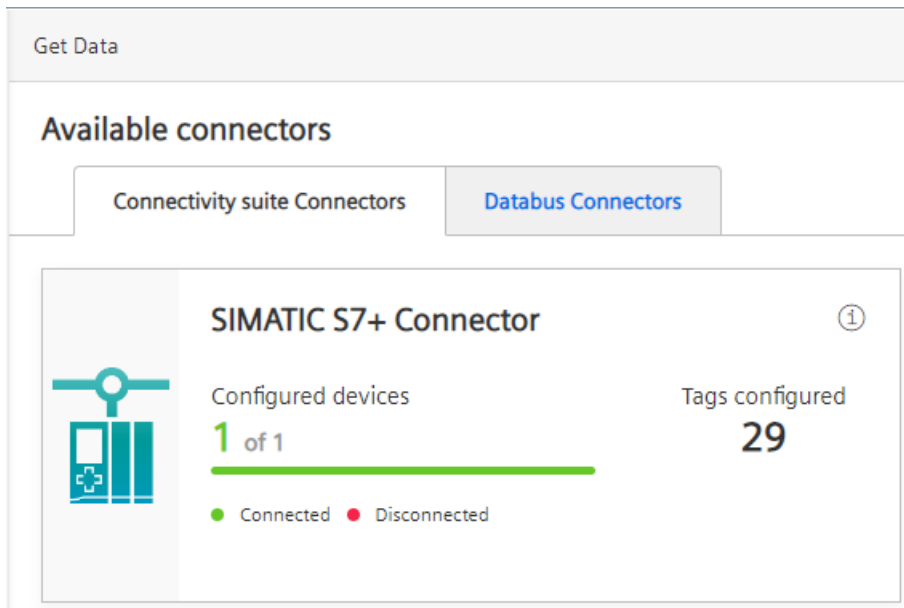 Get Data
Available connectors
Connectivity suite Connectors
Databus Connectors
SIMATIC S7+ Connector
i
Configured devices
Tags configured
1 of 1
29
Connected
Disconnected